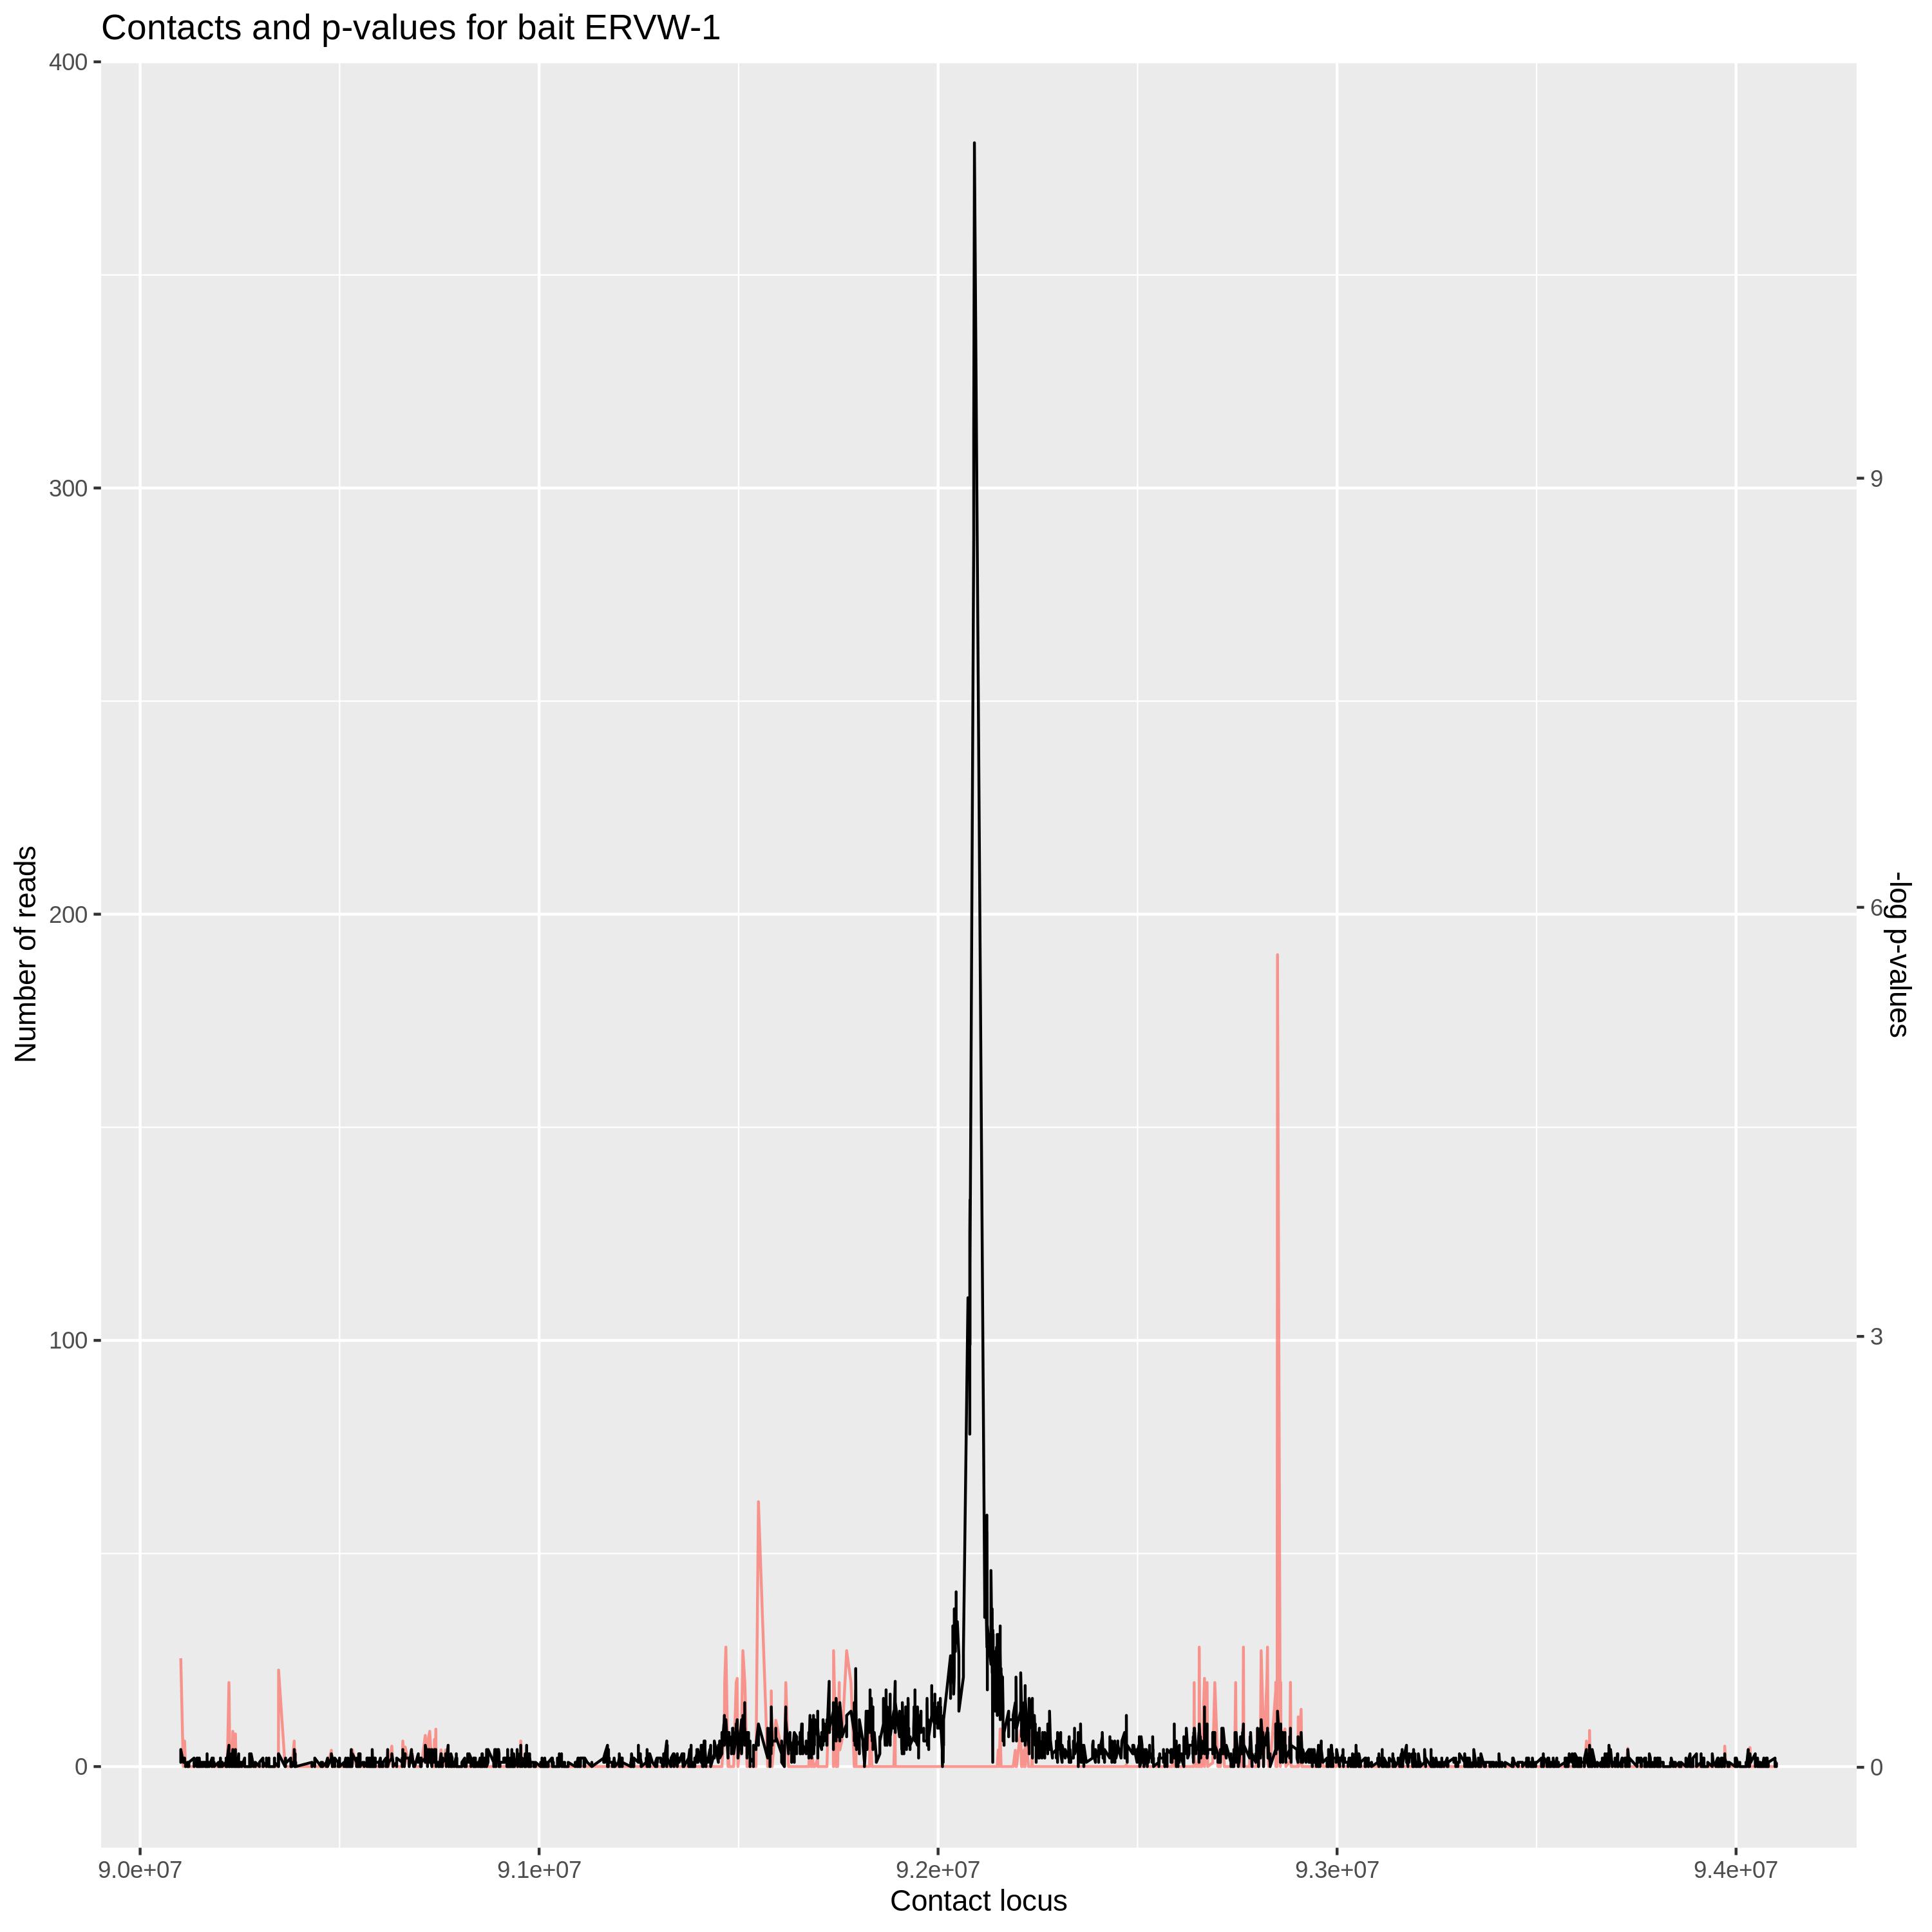 Contacts and p-values for bait ERVW-1
400
300
200
100
0
Number of reads
9
6
3
0
-log p-values
9.0e+07
9.1e+07
9.2e+07
9.3e+07
9.4e+07
Contact locus